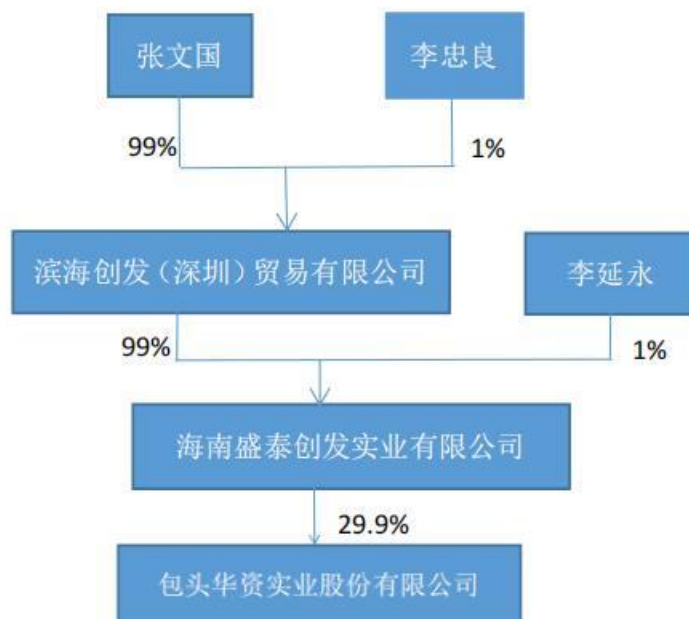 张文国
李忠良
99%
1%
滨海创发（深圳）贸易有限公司
李延永
99%
1%
海南盛泰创发实业有限公司
29.9%
包头华资实业股份有限公司